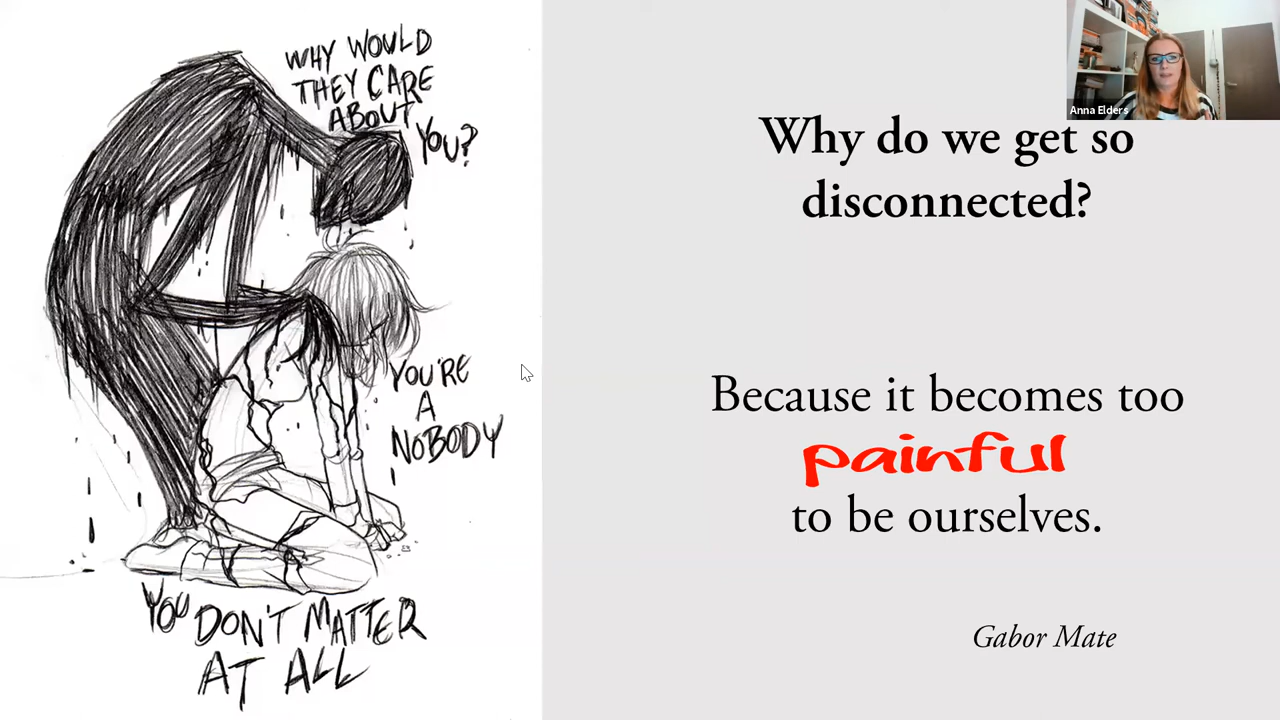 WHY WOULD
THEY CARE
ABOUT
YOU?
YOU'RE
A
NOBODY
YOU DON'T MATTER
AT ALL
Anna Elders
Why do we get so
disconnected?
Because it becomes too
painful
to be ourselves.
Gabor Mate